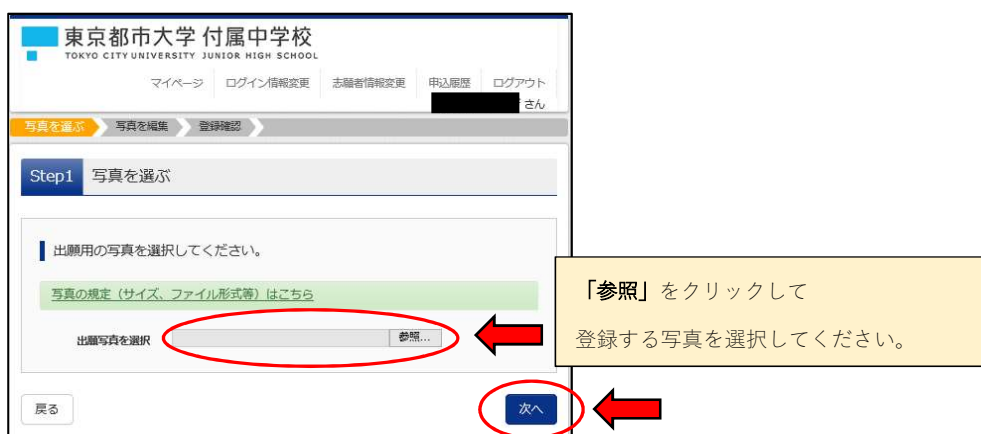 東京都市大学 付属中学校
TOKYO CITY UNIVERSITY JUNIOR HIGH SCHOOL
マイページ ログイン情報変更 志願者情報変更 申込履歴 ログアウト
さん
写真を選ぶ 写真を編集 登録確認
Step1 写真を選ぶ
出願用の写真を選択してください。
写真の規定（サイズ、ファイル形式等）はこちら
出願写真を選択 参照...
「参照」をクリックして
登録する写真を選択してください。
戻る 次へ